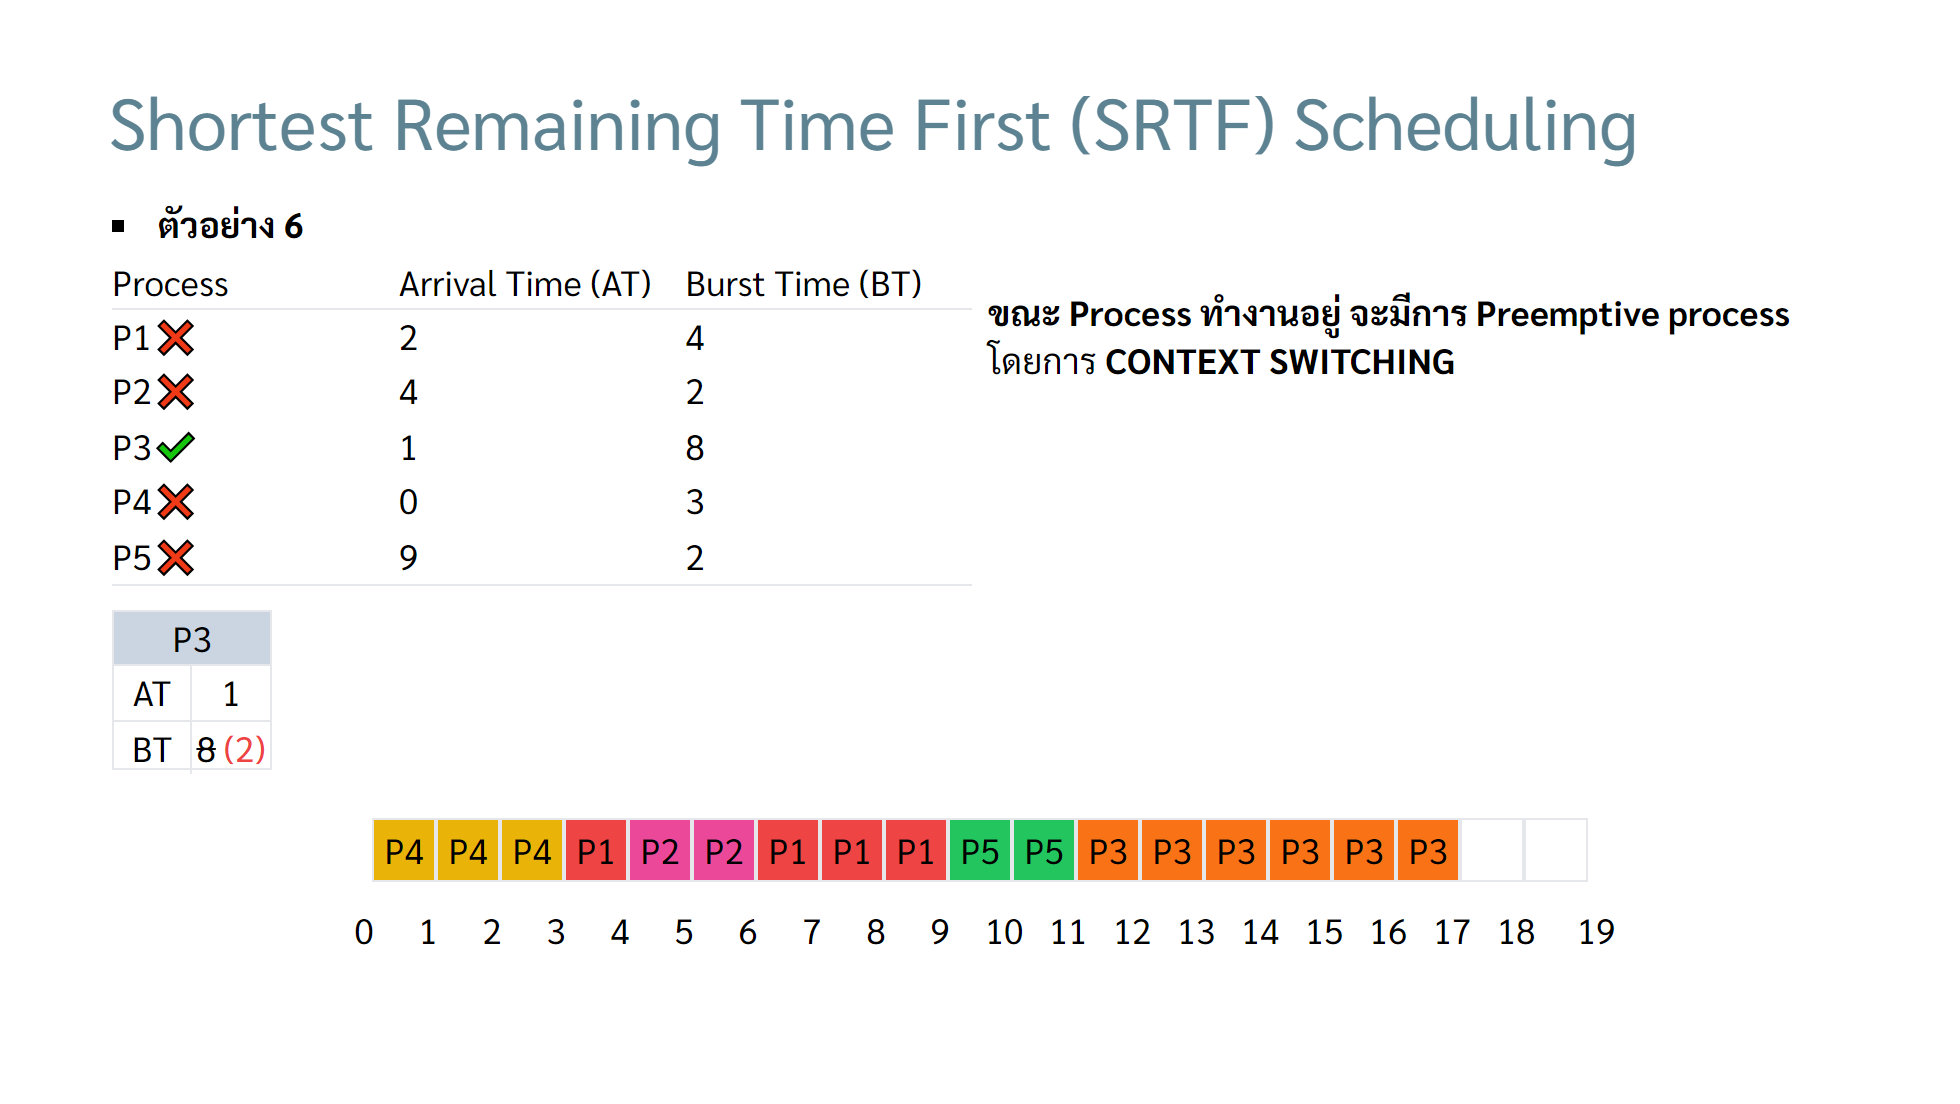 Shortest Remaining Time First (SRTF) Scheduling
▪ ตัวอย่าง 6
Process Arrival Time (AT) Burst Time (BT)
P1 2 4
P2 4 2
P3 1 8
P4 0 3
P5 9 2
ขณะ Process ทำงานอยู่ จะมีการ Preemptive process
โดยการ CONTEXT SWITCHING
P3
AT 1
BT 8 (2)
P4 P4 P4 P1 P2 P2 P1 P1 P1 P5 P5 P3 P3 P3 P3 P3 P3
0 1 2 3 4 5 6 7 8 9 10 11 12 13 14 15 16 17 18 19